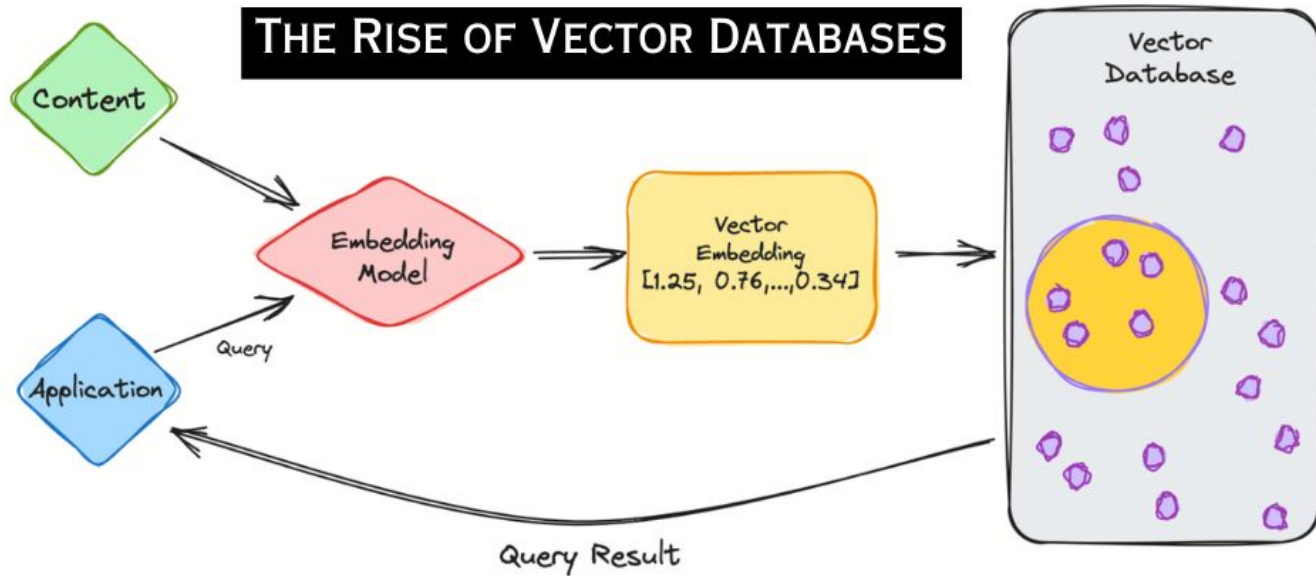 THE RISE OF VECTOR DATABASES
Content
Application
Query
Embedding
Model
Vector
Embedding
[1.25, 0.76,...,0.34]
Vector
Database
Query Result